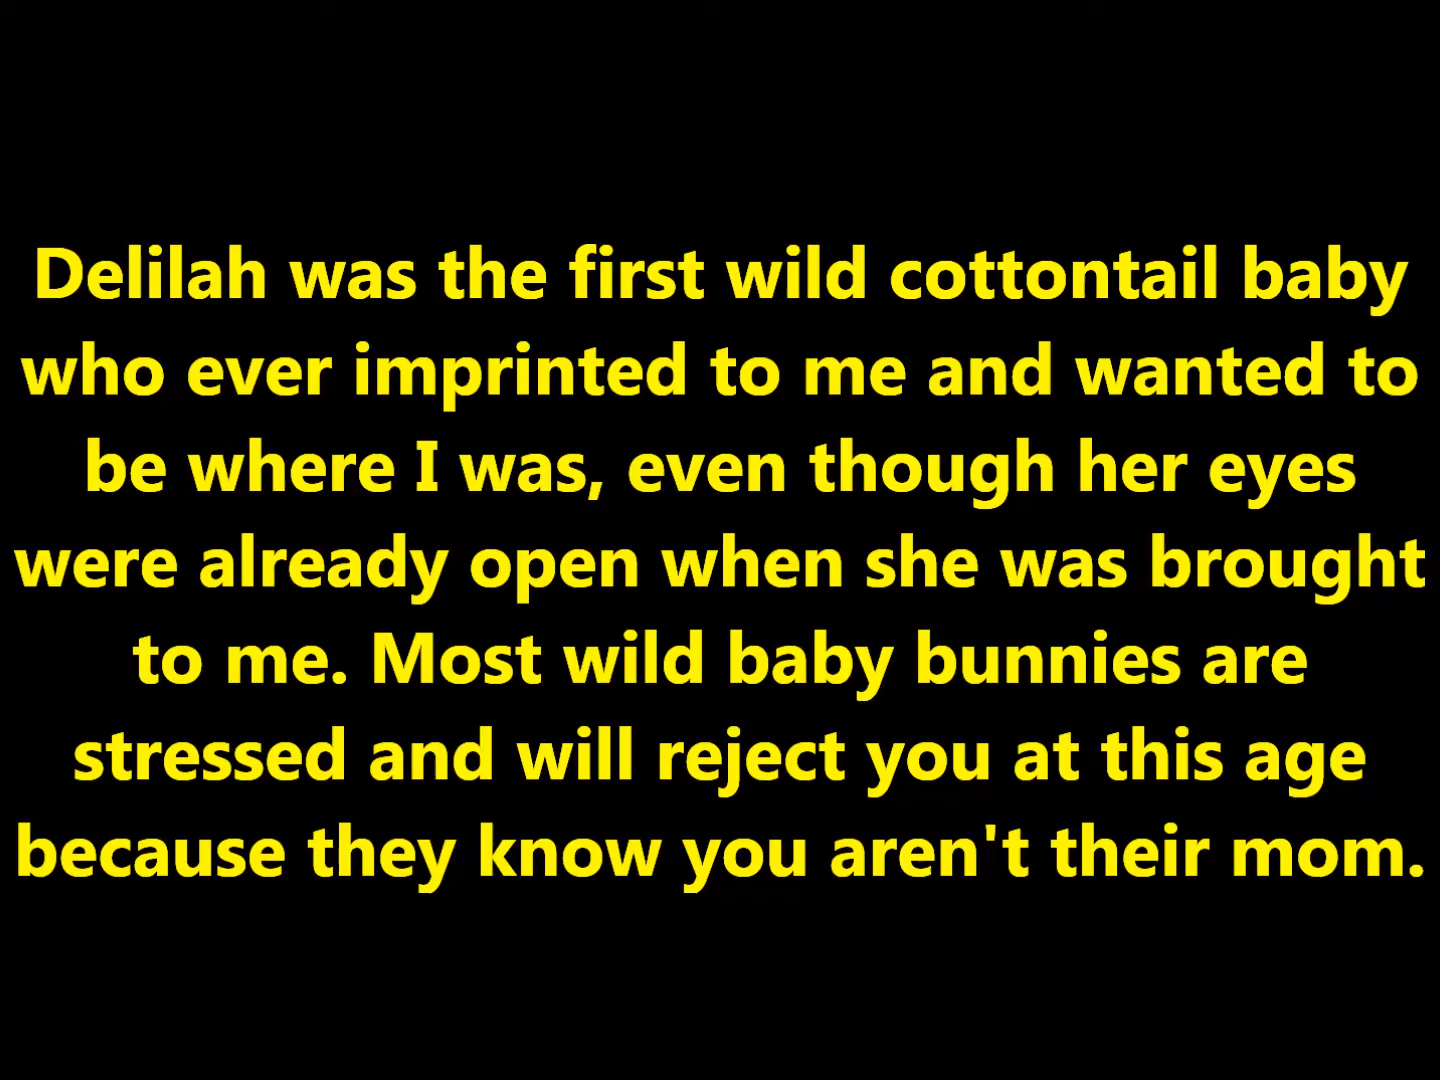 Delilah was the first wild cottontail baby
who ever imprinted to me and wanted to
be where I was, even though her eyes
were already open when she was brought
to me. Most wild baby bunnies are
stressed and will reject you at this age
because they know you aren't their mom.